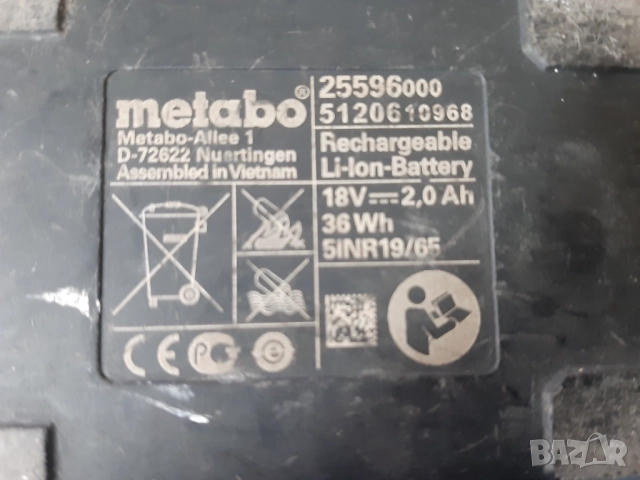 metabo®
Metabo-Allee 1
D-72622 Nuertingen
Assembled in Vietnam
25596000
5120610968
Rechargeable
Li-Ion-Battery
18V⎓2,0 Ah
36 Wh
5INR19/65
CE
BAZAR.bg